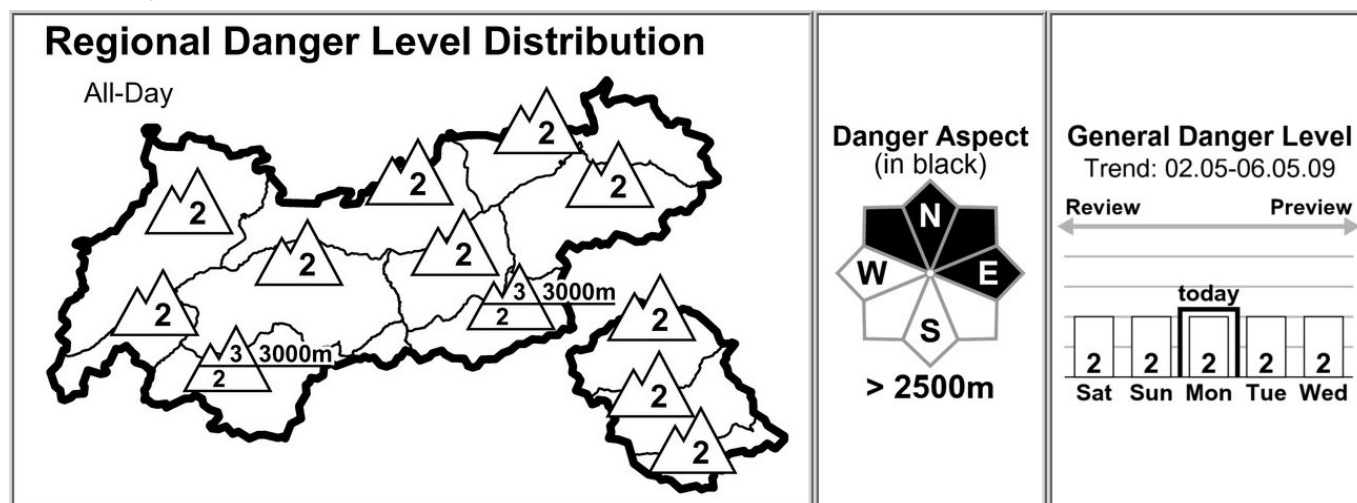 Regional Danger Level Distribution
All-Day
2
2
2
2
2
2
2
2
3 3000m
2
3 3000m
2
2
2
2
Danger Aspect
(in black)
N
W E
S
> 2500m
General Danger Level
Trend: 02.05-06.05.09
Review Preview
today
2 2 2 2 2
Sat Sun Mon Tue Wed